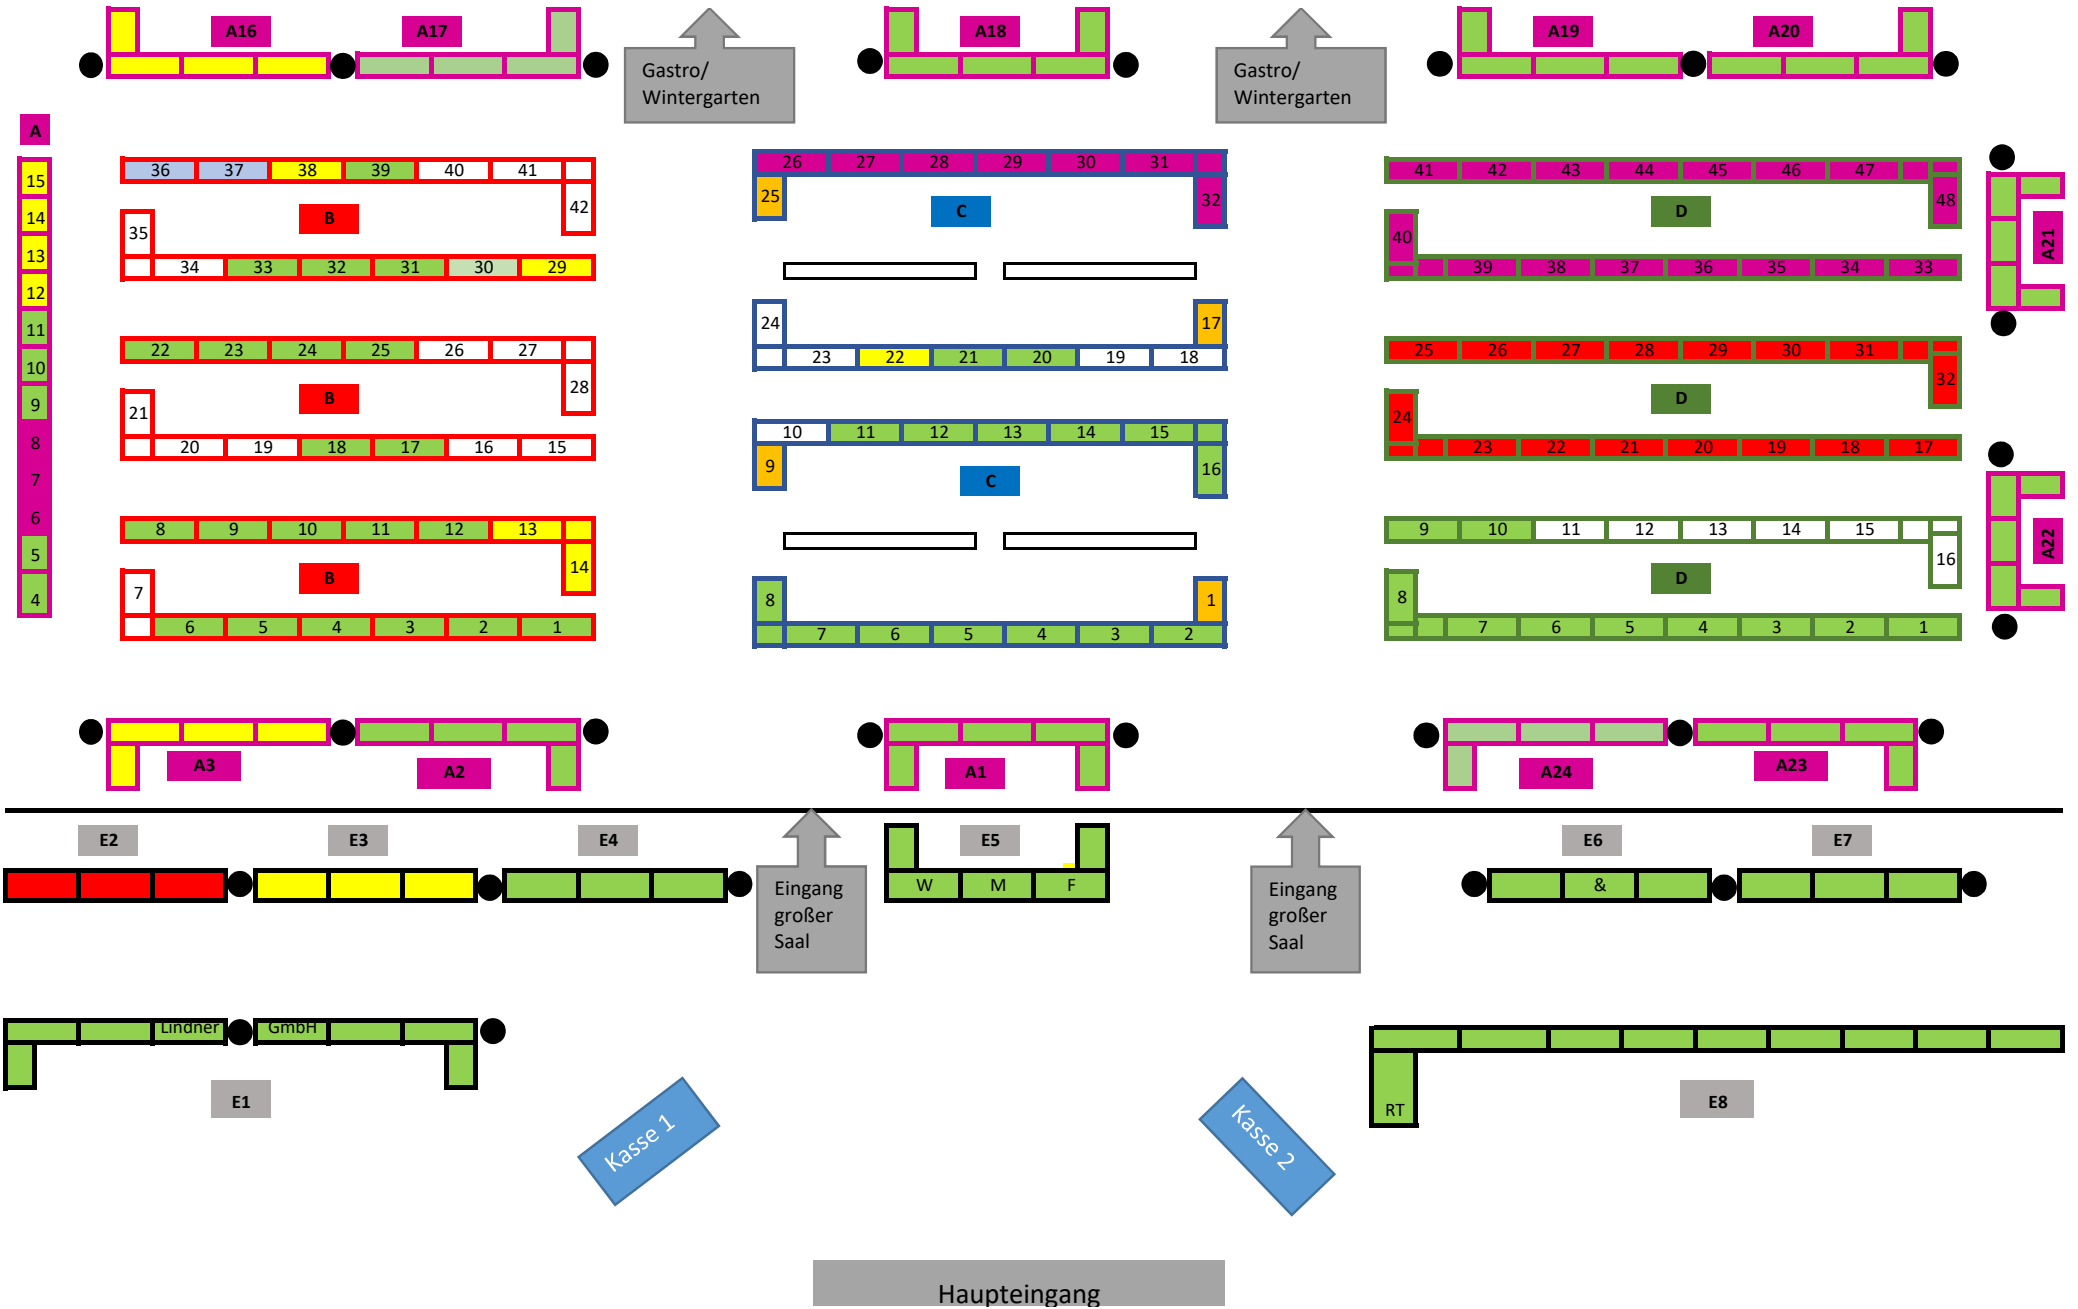 A16 A17 A18 A19 A20
Gastro/
Wintergarten
Gastro/
Wintergarten
A
15
14
13
12
11
10
9
8
7
6
5
4
36 37 38 39 40 41
42
B
35
34 33 32 31 30 29
22 23 24 25 26 27
28
B
21
20 19 18 17 16 15
8 9 10 11 12 13
14
B
7
6 5 4 3 2 1
26 27 28 29 30 31
25 32
C
24 17
23 22 21 20 19 18
10 11 12 13 14 15
9 16
C
8 1
7 6 5 4 3 2
41 42 43 44 45 46 47
48
D
40
39 38 37 36 35 34 33
25 26 27 28 29 30 31
32
D
24
23 22 21 20 19 18 17
9 10 11 12 13 14 15
16
D
8
7 6 5 4 3 2 1
A21
A22
A3 A2 A1 A24 A23
E2 E3 E4 E5 E6 E7
W M F
&
Eingang
großer
Saal
Eingang
großer
Saal
Lindner GmbH
E1
Kasse 1
Kasse 2
RT
E8
Haupteingang